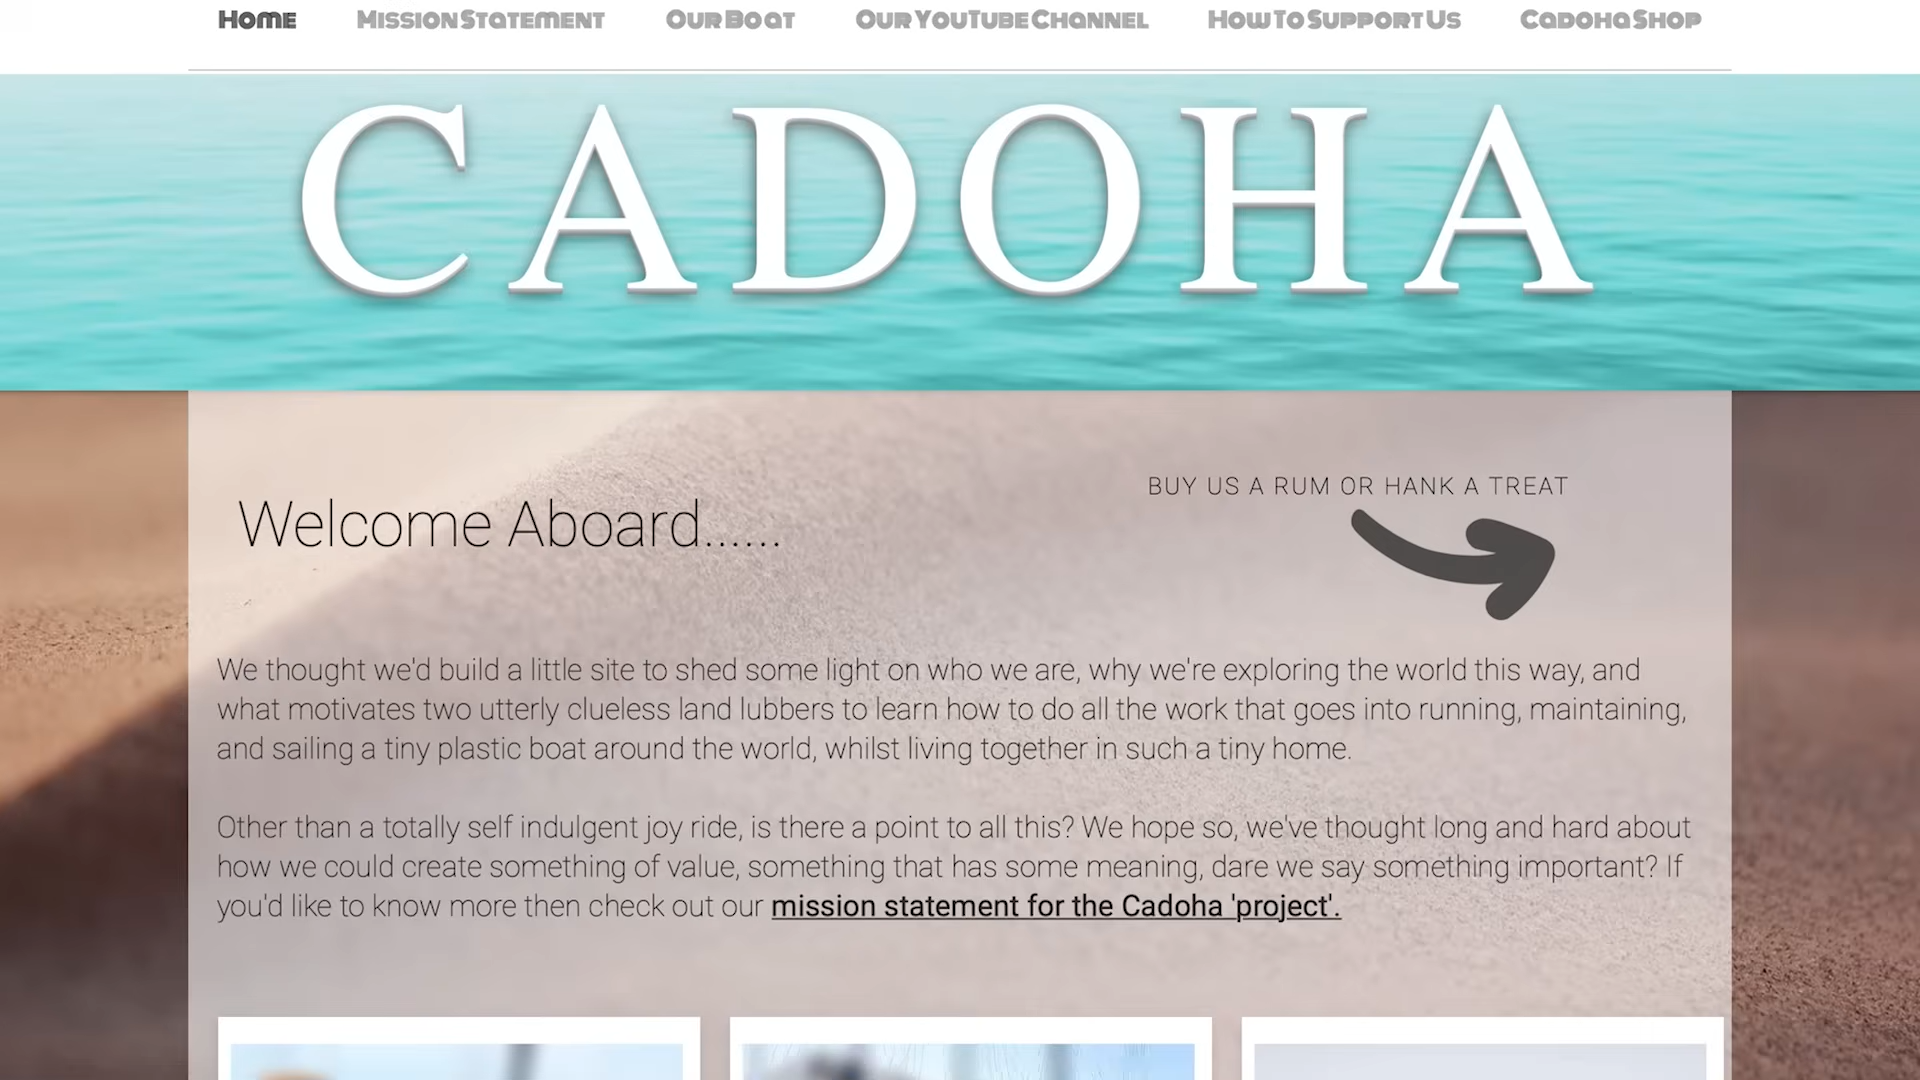 Home
Mission Statement
Our Boat
Our YouTube Channel
How To Support Us
Cadoha Shop
CADOHA
BUY US A RUM OR HANK A TREAT
Welcome Aboard......
We thought we'd build a little site to shed some light on who we are, why we're exploring the world this way, and
what motivates two utterly clueless land lubbers to learn how to do all the work that goes into running, maintaining,
and sailing a tiny plastic boat around the world, whilst living together in such a tiny home.
Other than a totally self indulgent joy ride, is there a point to all this? We hope so, we've thought long and hard about
how we could create something of value, something that has some meaning, dare we say something important? If
you'd like to know more then check out our mission statement for the Cadoha 'project'.